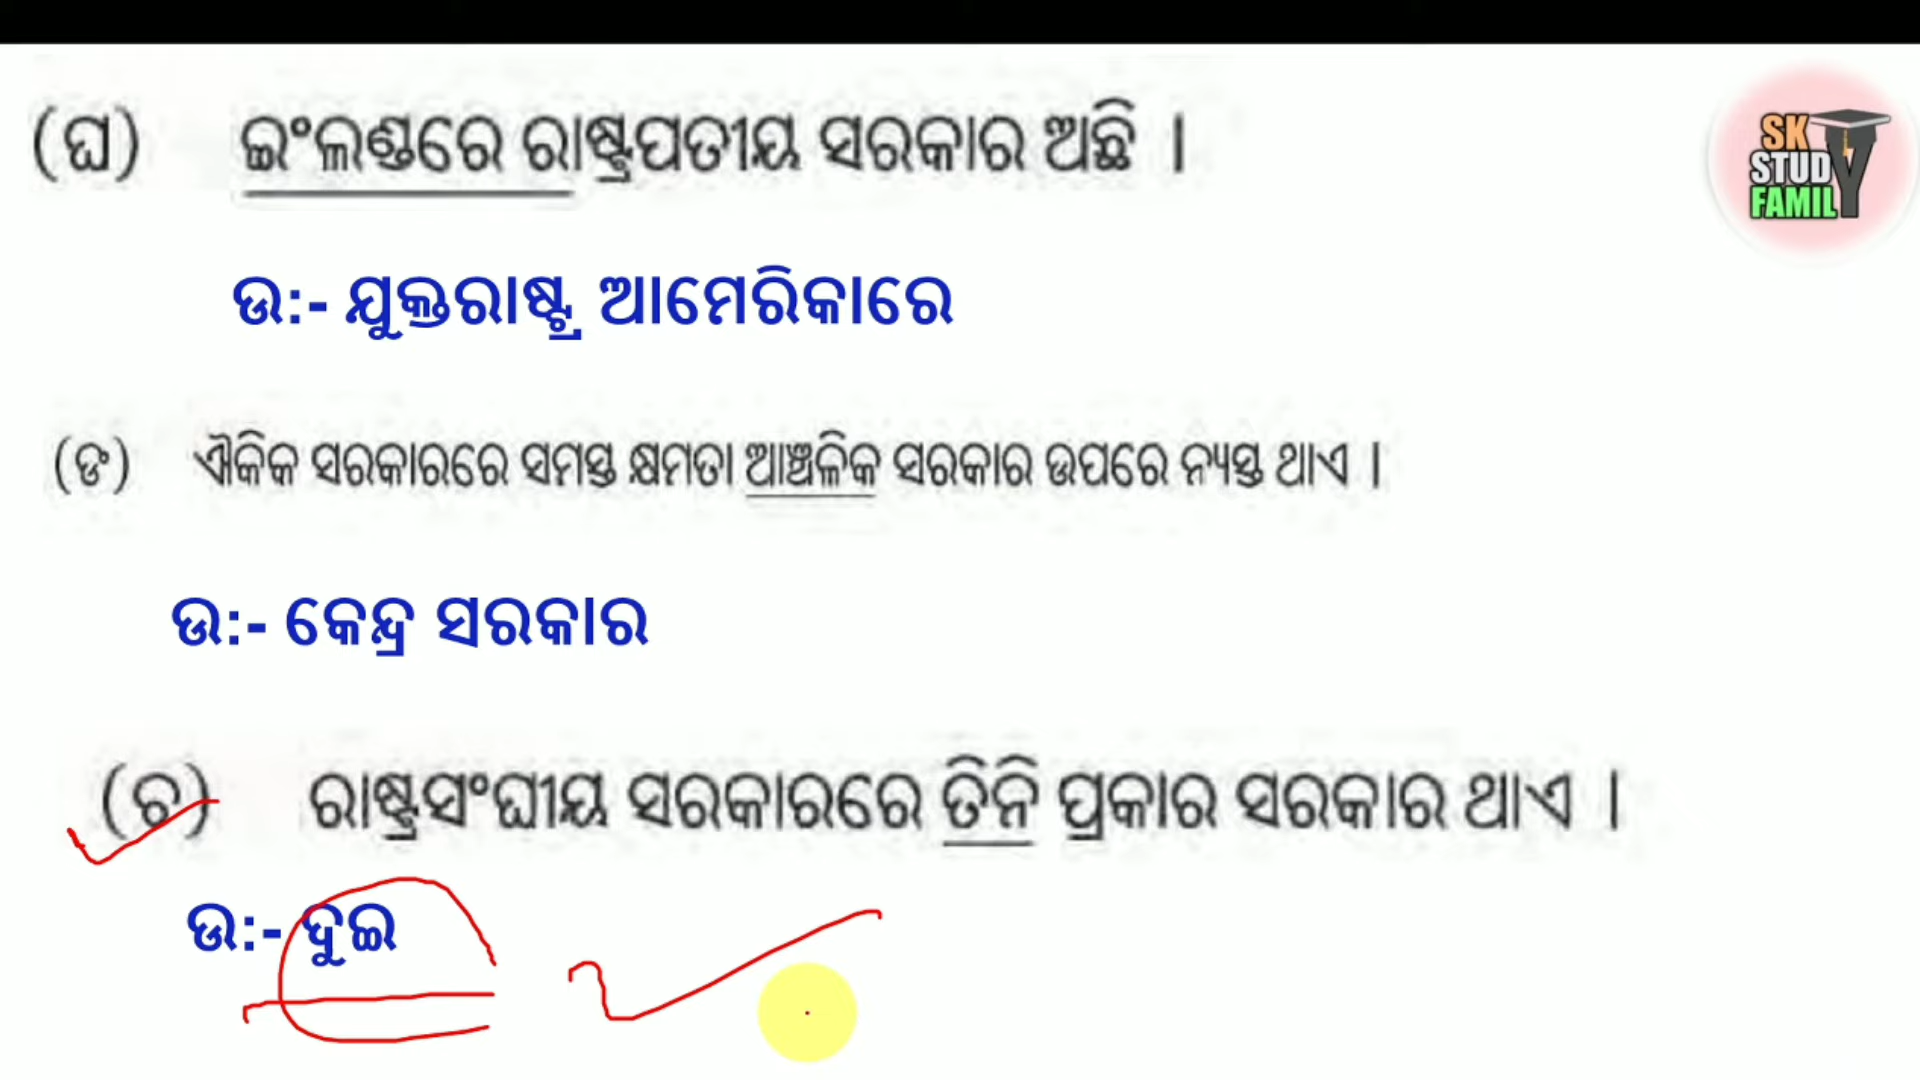 (ଘ) ଇଂଲଣ୍ଡରେ ରାଷ୍ଟ୍ରପତୀୟ ସରକାର ଅଛି ।
SK
STUDY
FAMILY
ଉ:- ଯୁକ୍ତରାଷ୍ଟ୍ର ଆମେରିକାରେ
(ଙ) ଐକିକ ସରକାରରେ ସମସ୍ତ କ୍ଷମତା ଆଞ୍ଚଳିକ ସରକାର ଉପରେ ନ୍ୟସ୍ତ ଥାଏ ।
ଉ:- କେନ୍ଦ୍ର ସରକାର
(ଚ) ରାଷ୍ଟ୍ରସଂଘୀୟ ସରକାରରେ ତିନି ପ୍ରକାର ସରକାର ଥାଏ ।
ଉ:- ଦୁଇ